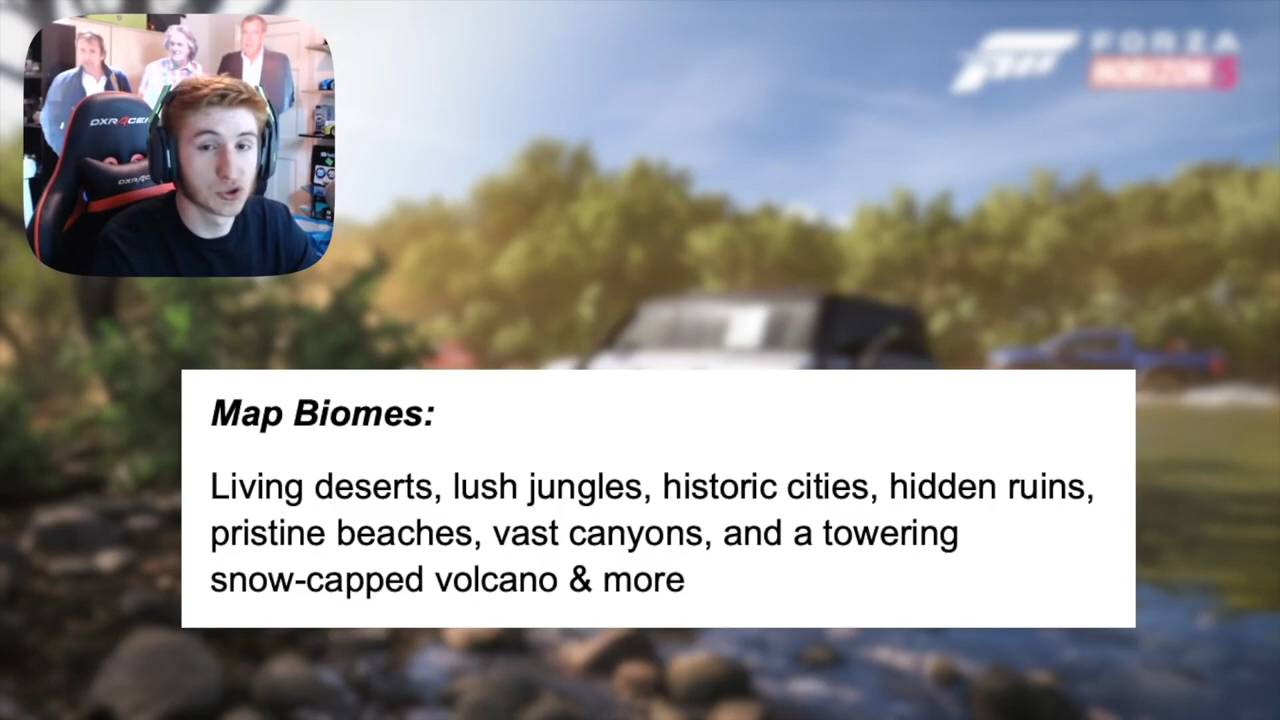 FORZA
HORIZON 5
DXRACER
Map Biomes:
Living deserts, lush jungles, historic cities, hidden ruins,
pristine beaches, vast canyons, and a towering
snow-capped volcano & more